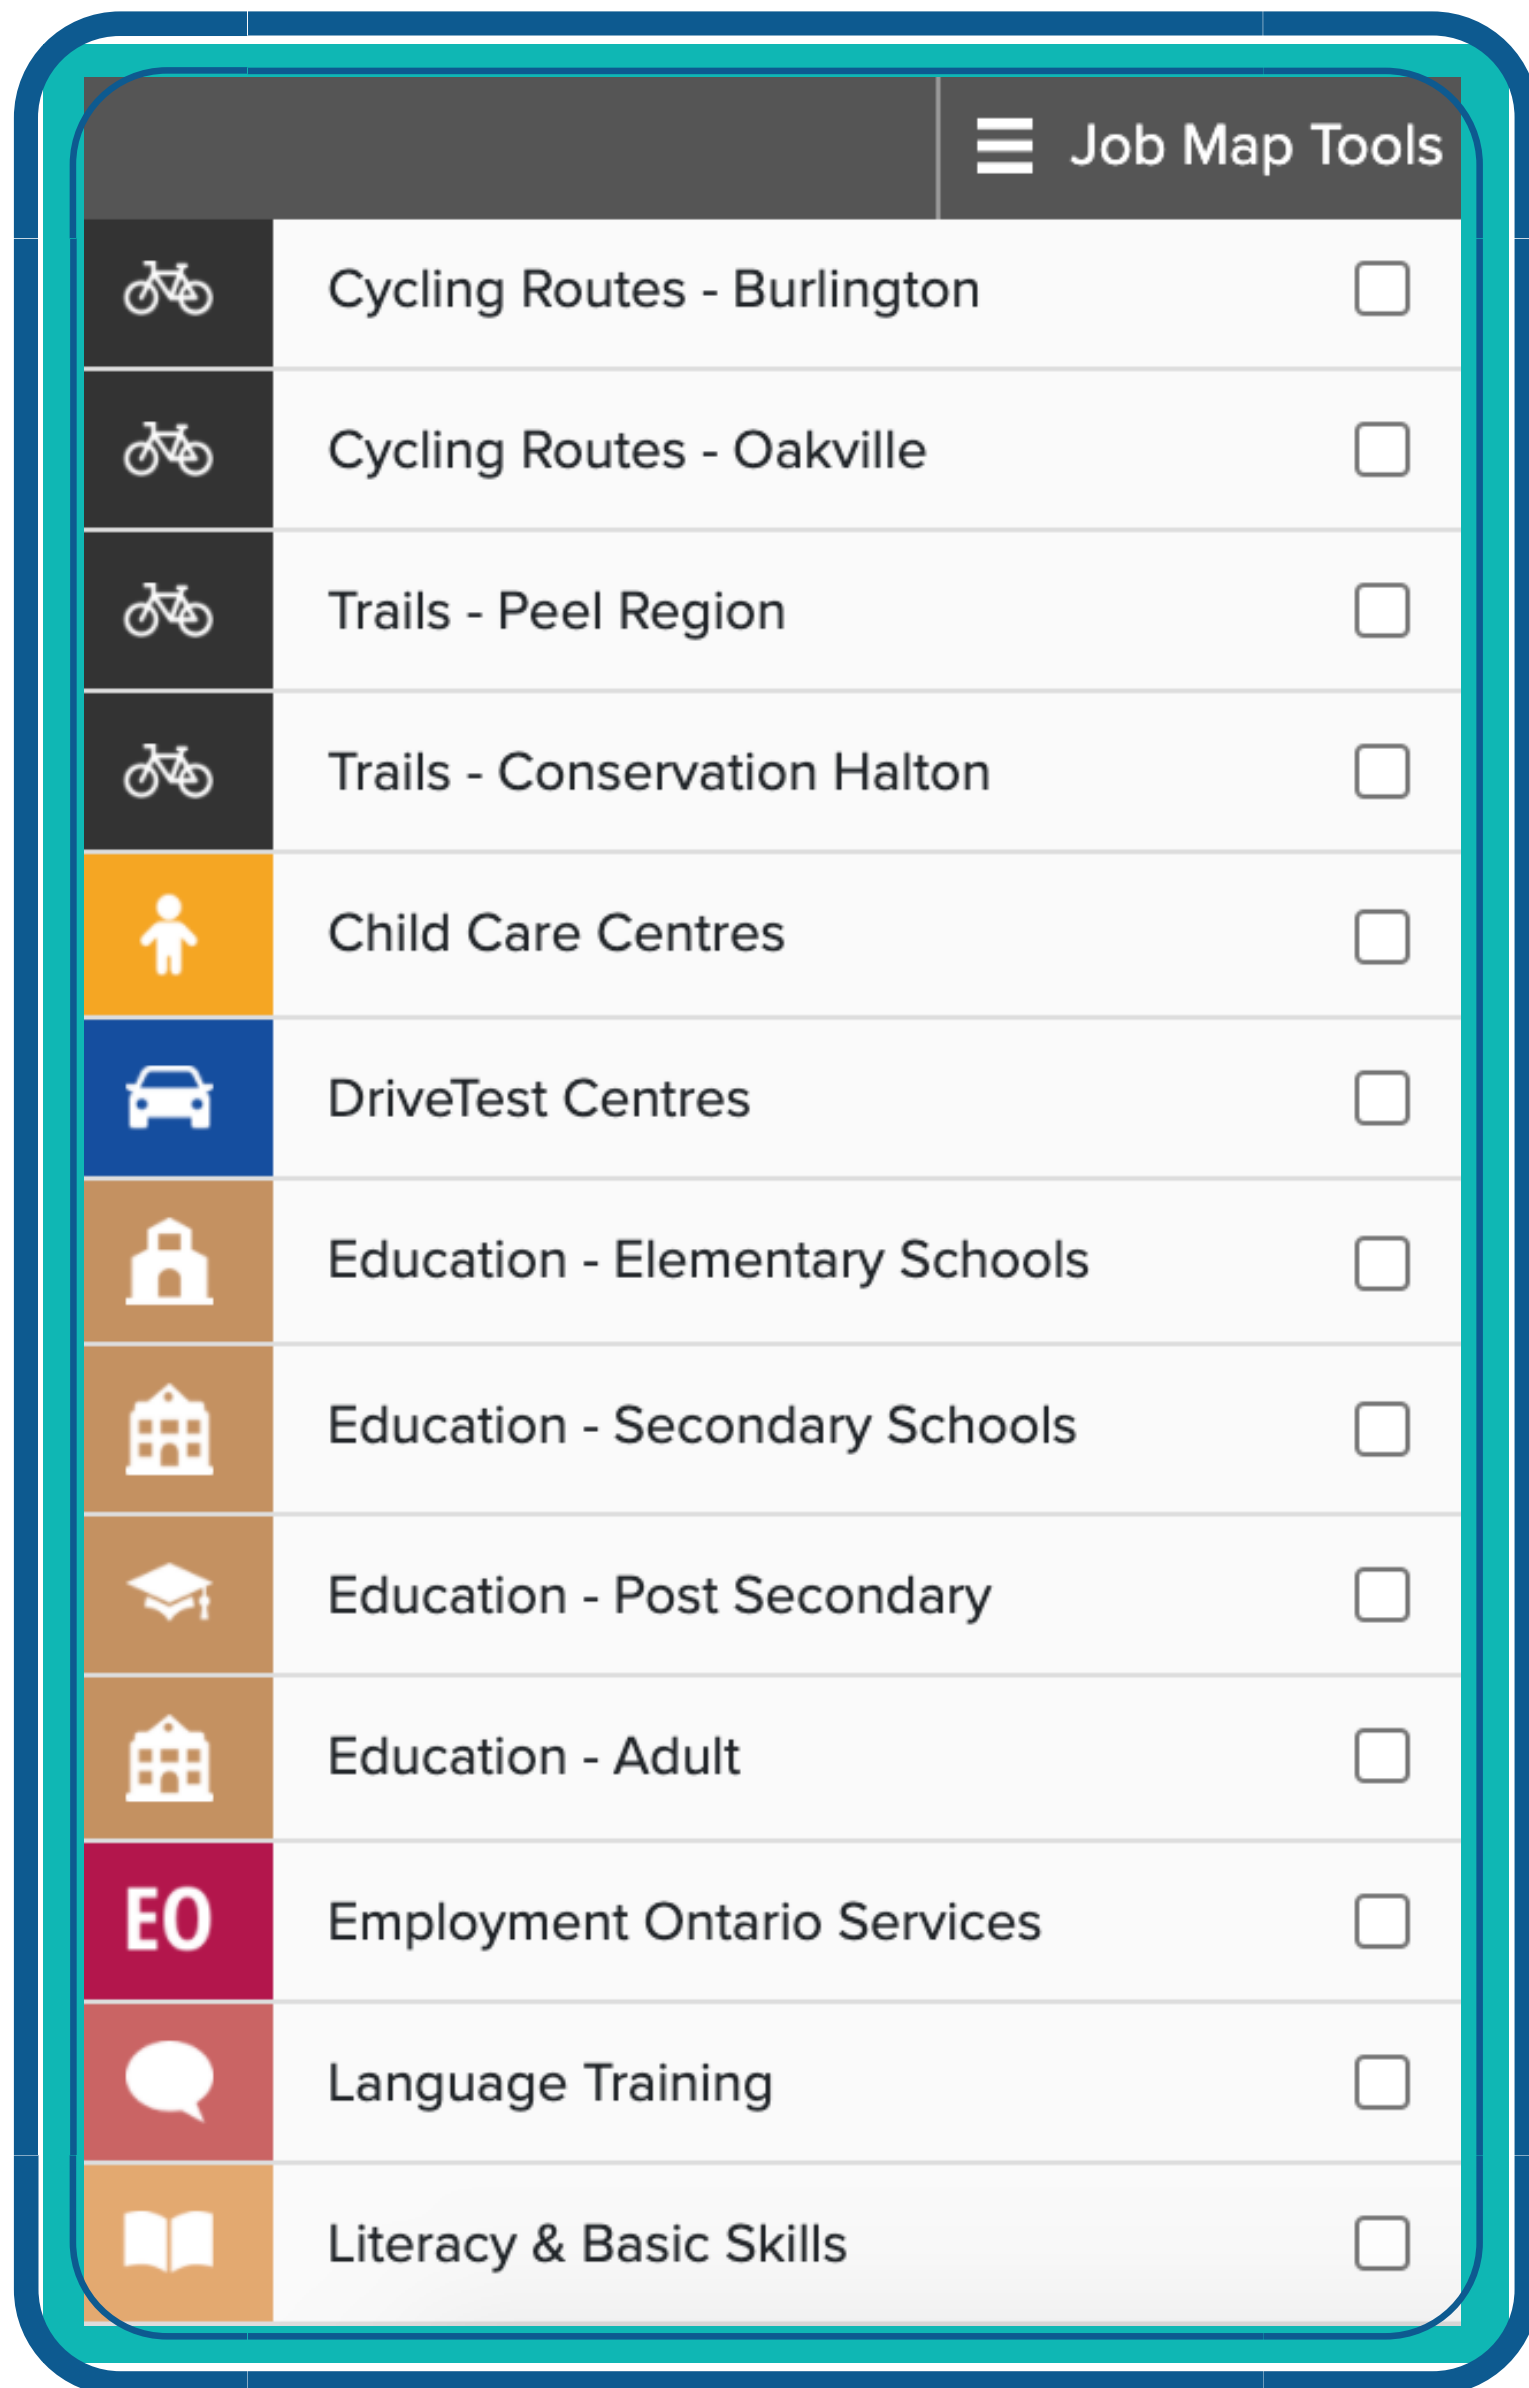 Job Map Tools
Cycling Routes - Burlington
Cycling Routes - Oakville
Trails - Peel Region
Trails - Conservation Halton
Child Care Centres
DriveTest Centres
Education - Elementary Schools
Education - Secondary Schools
Education - Post Secondary
Education - Adult
EO Employment Ontario Services
Language Training
Literacy & Basic Skills